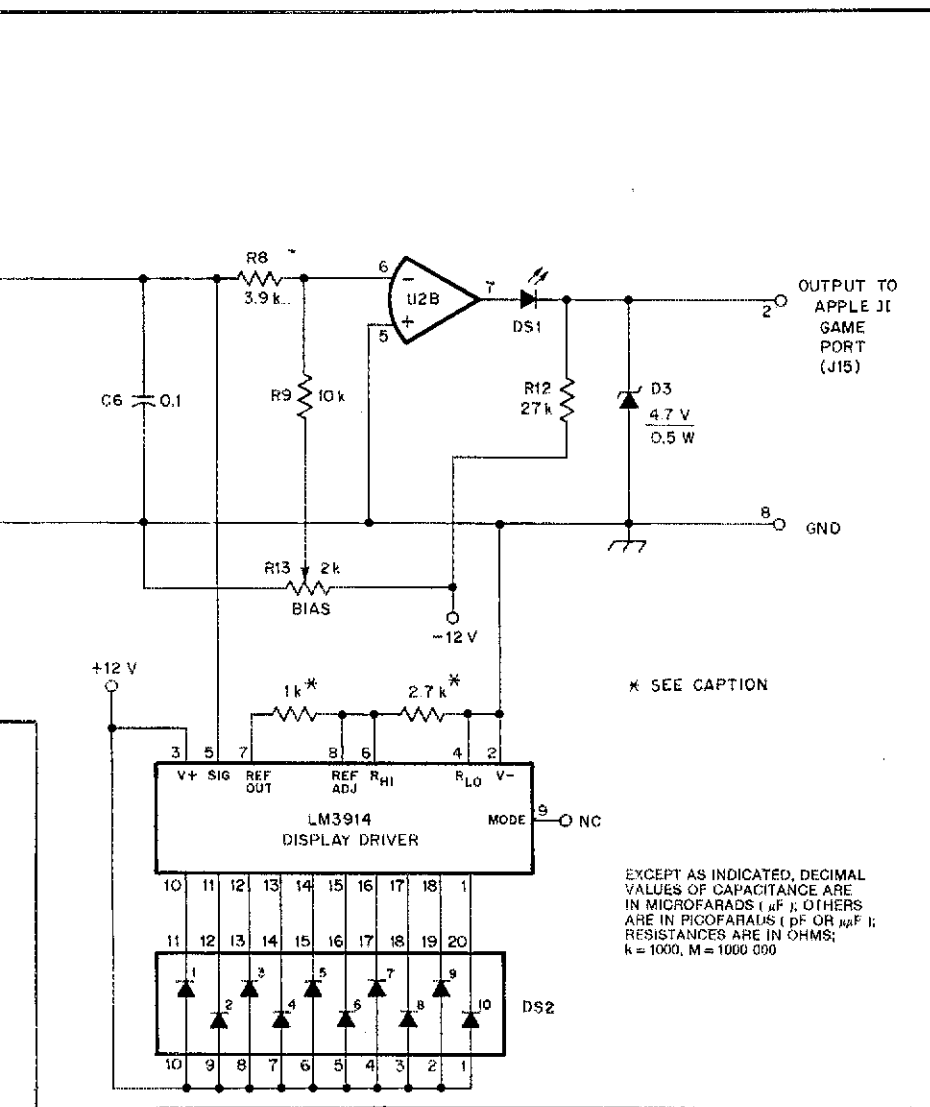 R8
3.9 k
6
−
U2B
7
+
5
DS1
OUTPUT TO
APPLE II
GAME
PORT
(J15)
2
C6
0.1
R9
10 k
R12
27 k
D3
4.7 V
0.5 W
8
GND
R13 2k
BIAS
−12 V
+12 V
1 k*
2.7 k*
* SEE CAPTION
3 5 7 8 6 4 2
V+ SIG REF OUT REF ADJ RHI RLO V−
LM3914
DISPLAY DRIVER
MODE
9
NC
10 11 12 13 14 15 16 17 18 1
EXCEPT AS INDICATED, DECIMAL
VALUES OF CAPACITANCE ARE
IN MICROFARADS ( µF ); OTHERS
ARE IN PICOFARADS ( pF OR µµF );
RESISTANCES ARE IN OHMS;
k = 1000, M = 1000 000
11 12 13 14 15 16 17 18 19 20
1 3 5 7 9
2 4 6 8 10
DS2
10 9 8 7 6 5 4 3 2 1